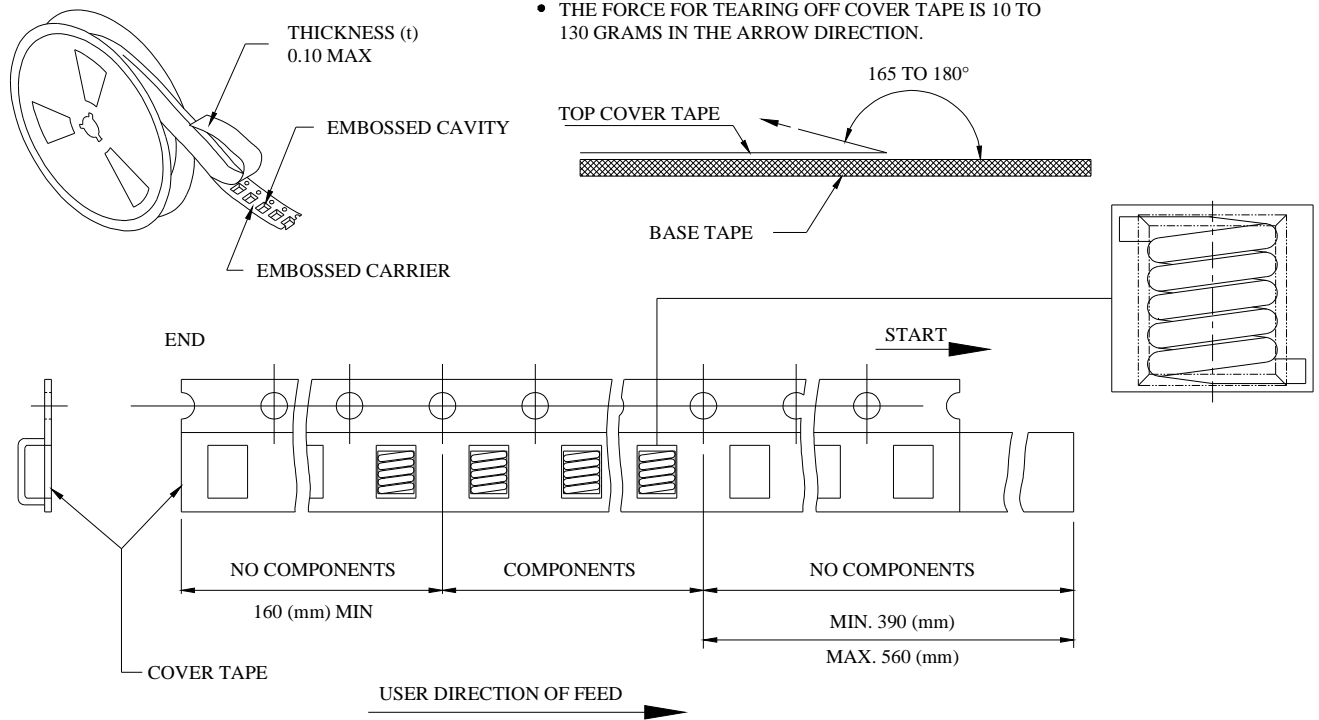 • THE FORCE FOR TEARING OFF COVER TAPE IS 10 TO
130 GRAMS IN THE ARROW DIRECTION.
THICKNESS (t)
0.10 MAX
165 TO 180°
TOP COVER TAPE
EMBOSSED CAVITY
BASE TAPE
EMBOSSED CARRIER
END
START
NO COMPONENTS
COMPONENTS
NO COMPONENTS
160 (mm) MIN
MIN. 390 (mm)
MAX. 560 (mm)
COVER TAPE
USER DIRECTION OF FEED